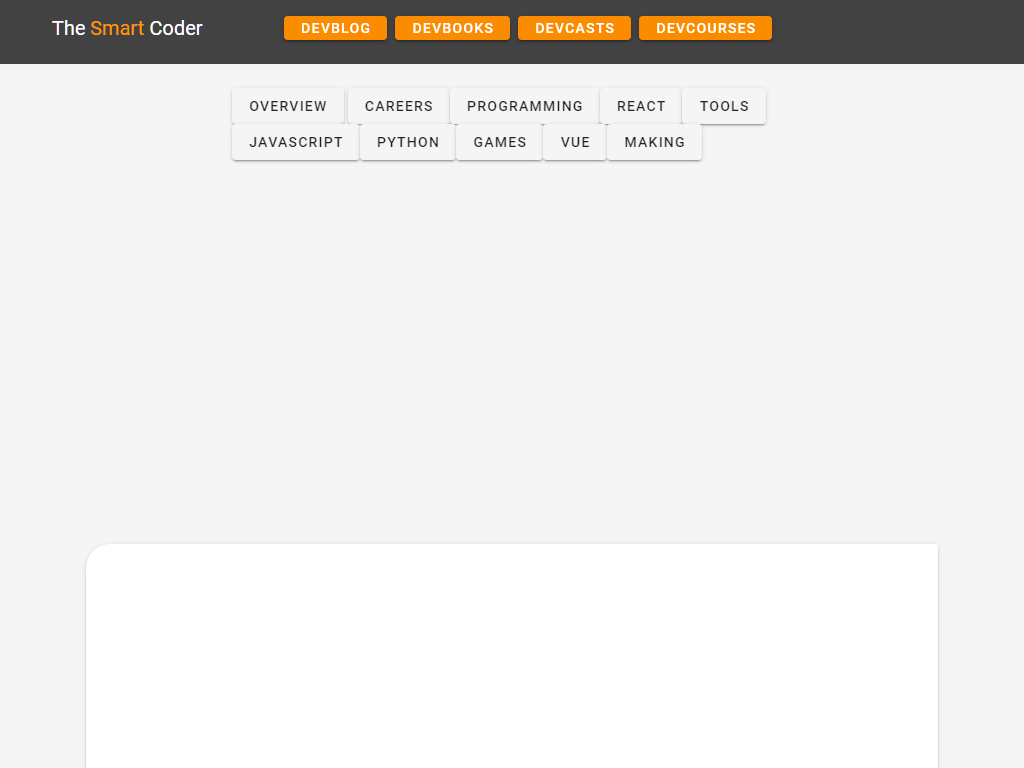 The Smart Coder DEVBLOG DEVBOOKS DEVCASTS DEVCOURSES
OVERVIEW CAREERS PROGRAMMING REACT TOOLS
JAVASCRIPT PYTHON GAMES VUE MAKING